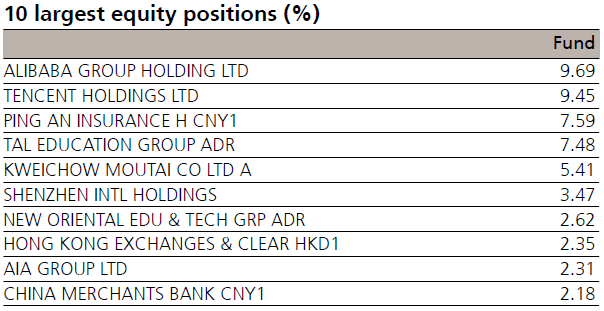 10 largest equity positions (%)
Fund
ALIBABA GROUP HOLDING LTD 9.69
TENCENT HOLDINGS LTD 9.45
PING AN INSURANCE H CNY1 7.59
TAL EDUCATION GROUP ADR 7.48
KWEICHOW MOUTAI CO LTD A 5.41
SHENZHEN INTL HOLDINGS 3.47
NEW ORIENTAL EDU & TECH GRP ADR 2.62
HONG KONG EXCHANGES & CLEAR HKD1 2.35
AIA GROUP LTD 2.31
CHINA MERCHANTS BANK CNY1 2.18